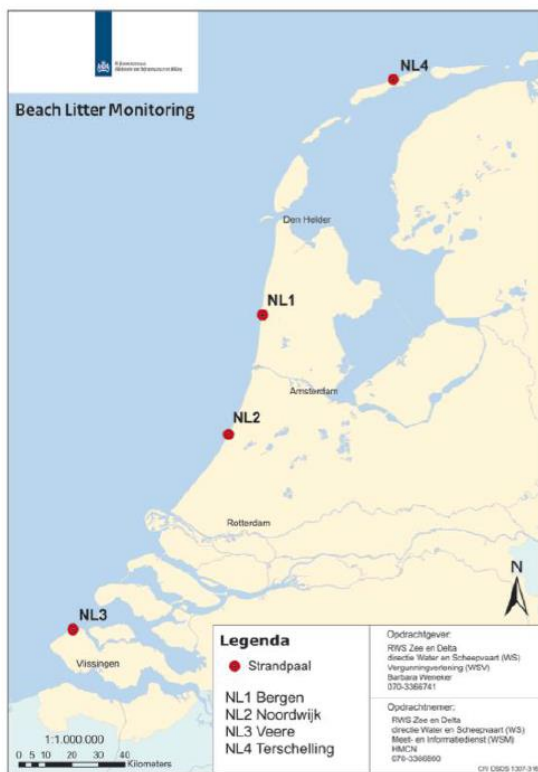 Beach Litter Monitoring
NL4
Den Helder
NL1
Amsterdam
NL2
Rotterdam
NL3
Vlissingen
N
1:1.000.000
0 5 10 20 30 40
Kilometers
Legenda
Strandpaal
NL1 Bergen
NL2 Noordwijk
NL3 Veere
NL4 Terschelling
Opdrachtgever:
RWS Zee en Delta
directie Water en Scheepvaart (WS)
Vergunningverlening (WSV)
Barbara Wenneker
070-3366741
Opdrachtnemer:
RWS Zee en Delta
directie Water en Scheepvaart (WS)
Meet- en Informatiedienst (WSM)
HMCN